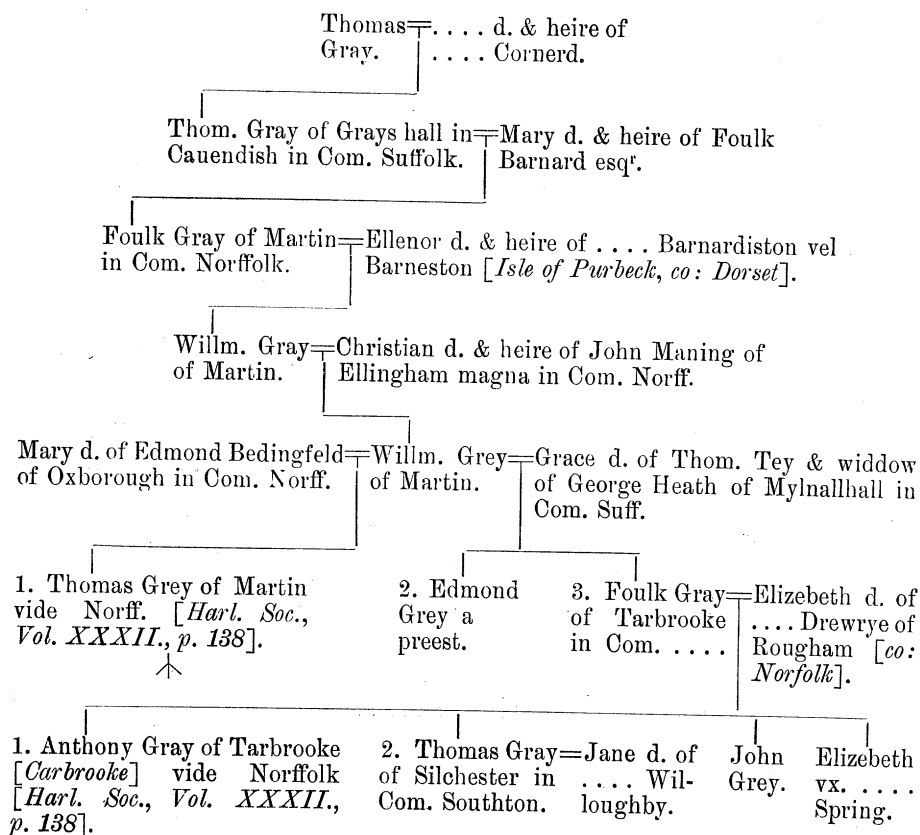 Thomas=.... d. & heire of
Gray. .... Cornerd.
Thom. Gray of Grays hall in=Mary d. & heire of Foulk
Cauendish in Com. Suffolk. Barnard esqʳ.
Foulk Gray of Martin=Ellenor d. & heire of .... Barnardiston vel
in Com. Norffolk. Barneston [Isle of Purbeck, co: Dorset].
Willm. Gray=Christian d. & heire of John Maning of
of Martin. Ellingham magna in Com. Norff.
Mary d. of Edmond Bedingfeld=Willm. Grey=Grace d. of Thom. Tey & widdow
of Oxborough in Com. Norff. of Martin. of George Heath of Mylnallhall in
Com. Suff.
1. Thomas Grey of Martin
vide Norff. [Harl. Soc.,
Vol. XXXII., p. 138].
2. Edmond
Grey a
preest.
3. Foulk Gray=Elizebeth d. of
of Tarbrooke .... Drewrye of
in Com. ..... Rougham [co:
Norfolk].
1. Anthony Gray of Tarbrooke
[Carbrooke] vide Norffolk
[Harl. Soc., Vol. XXXII.,
p. 138].
2. Thomas Gray=Jane d. of
of Silchester in .... Wil-
Com. Southton. loughby.
John
Grey.
Elizebeth
vx. ....
Spring.